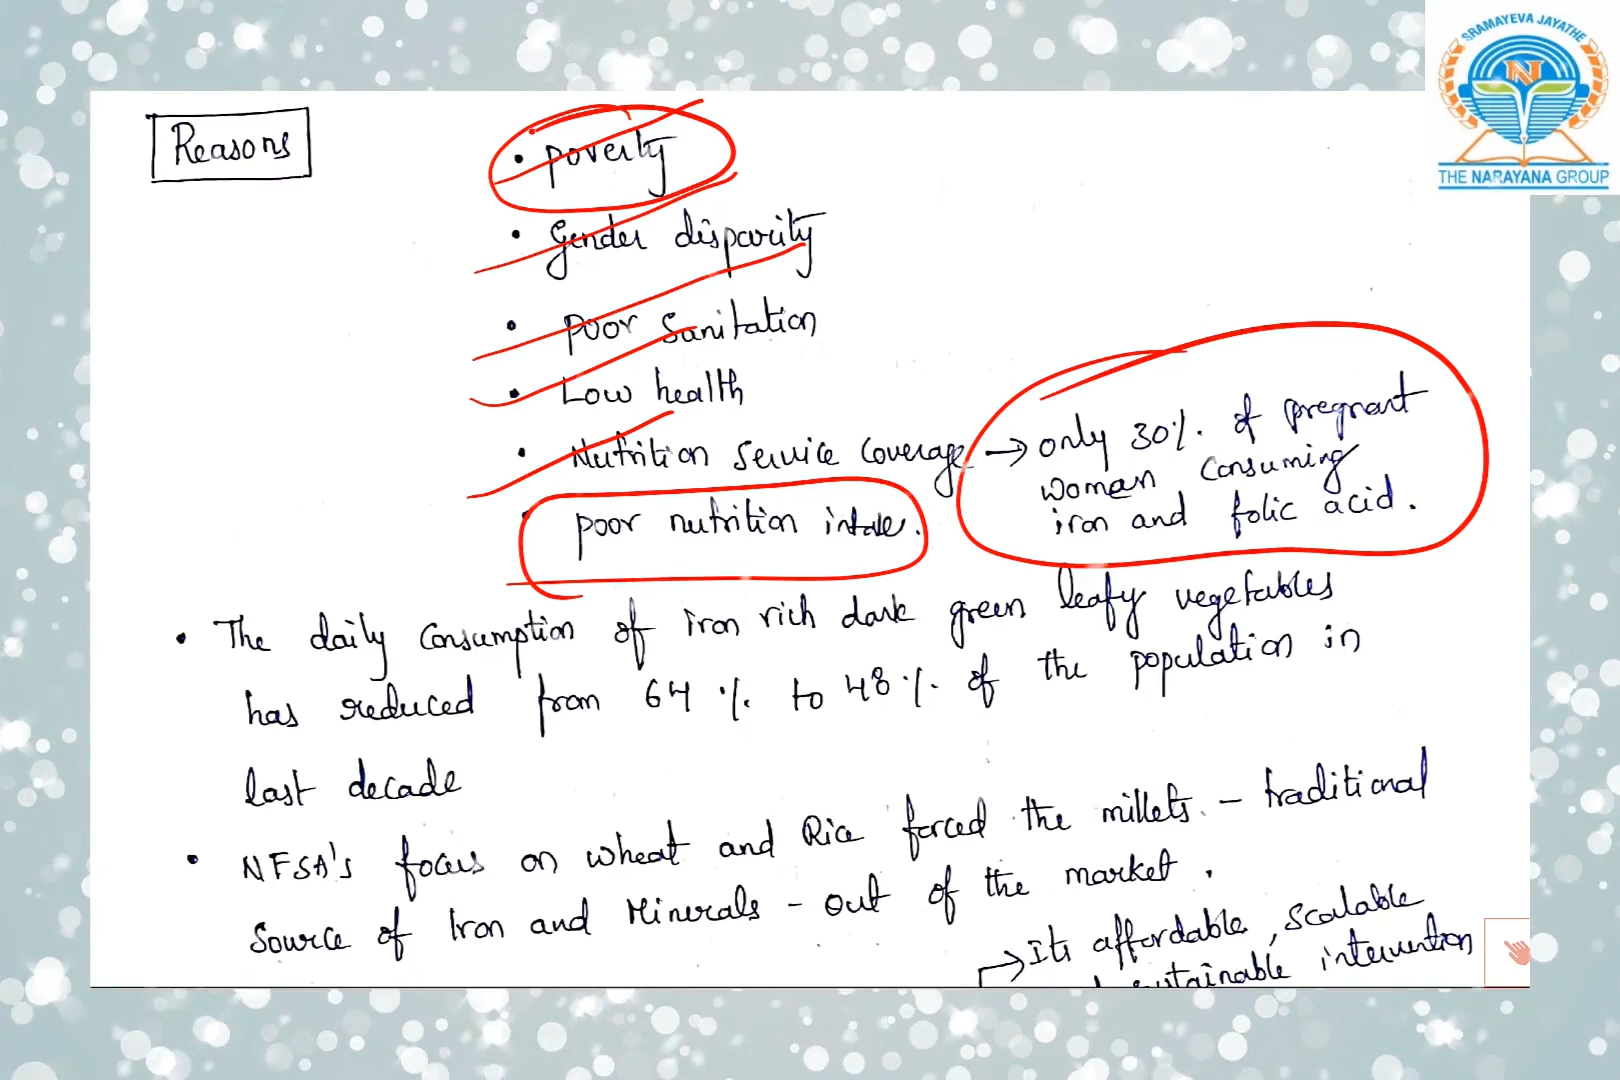 SRAMAYEVA JAYATHE
N
THE NARAYANA GROUP
Reasons
• Poverty
• Gender disparity
• Poor Sanitation
• Low health
• Nutrition Service Coverage → only 30% of pregnant
women consuming
iron and folic acid.
• poor nutrition intake.
• The daily consumption of iron rich dark green leafy vegetables
has reduced from 64 % to 48 % of the population in
last decade
• NFSA's focus on wheat and Rice forced the millets - traditional
Source of Iron and Minerals - out of the market.
→ Its affordable, scalable
sustainable intervention